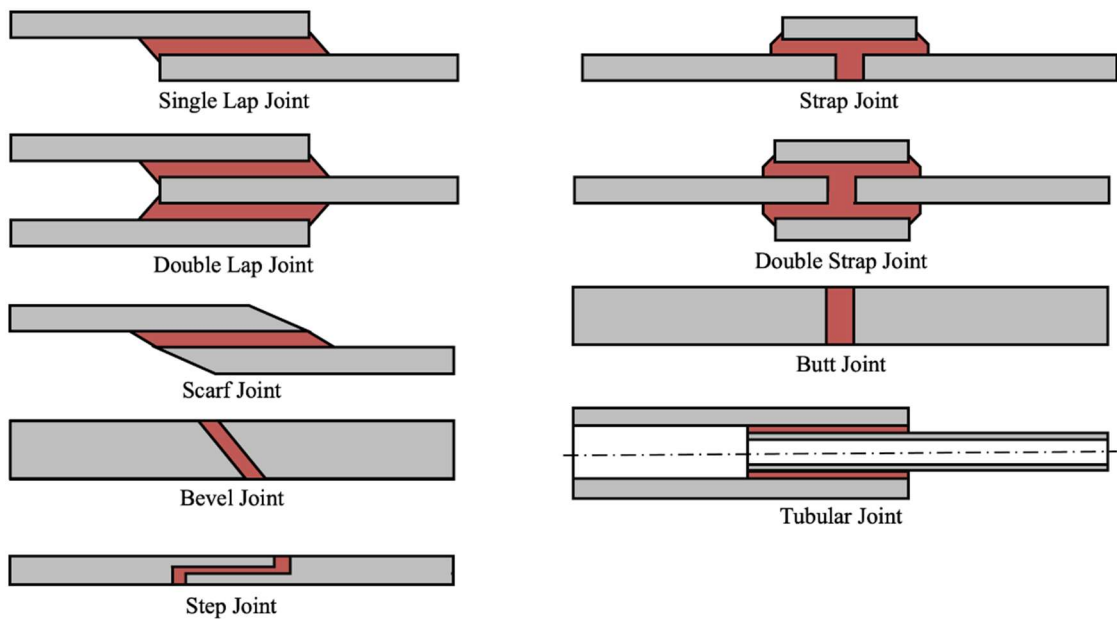 Single Lap Joint
Strap Joint
Double Lap Joint
Double Strap Joint
Scarf Joint
Butt Joint
Bevel Joint
Tubular Joint
Step Joint